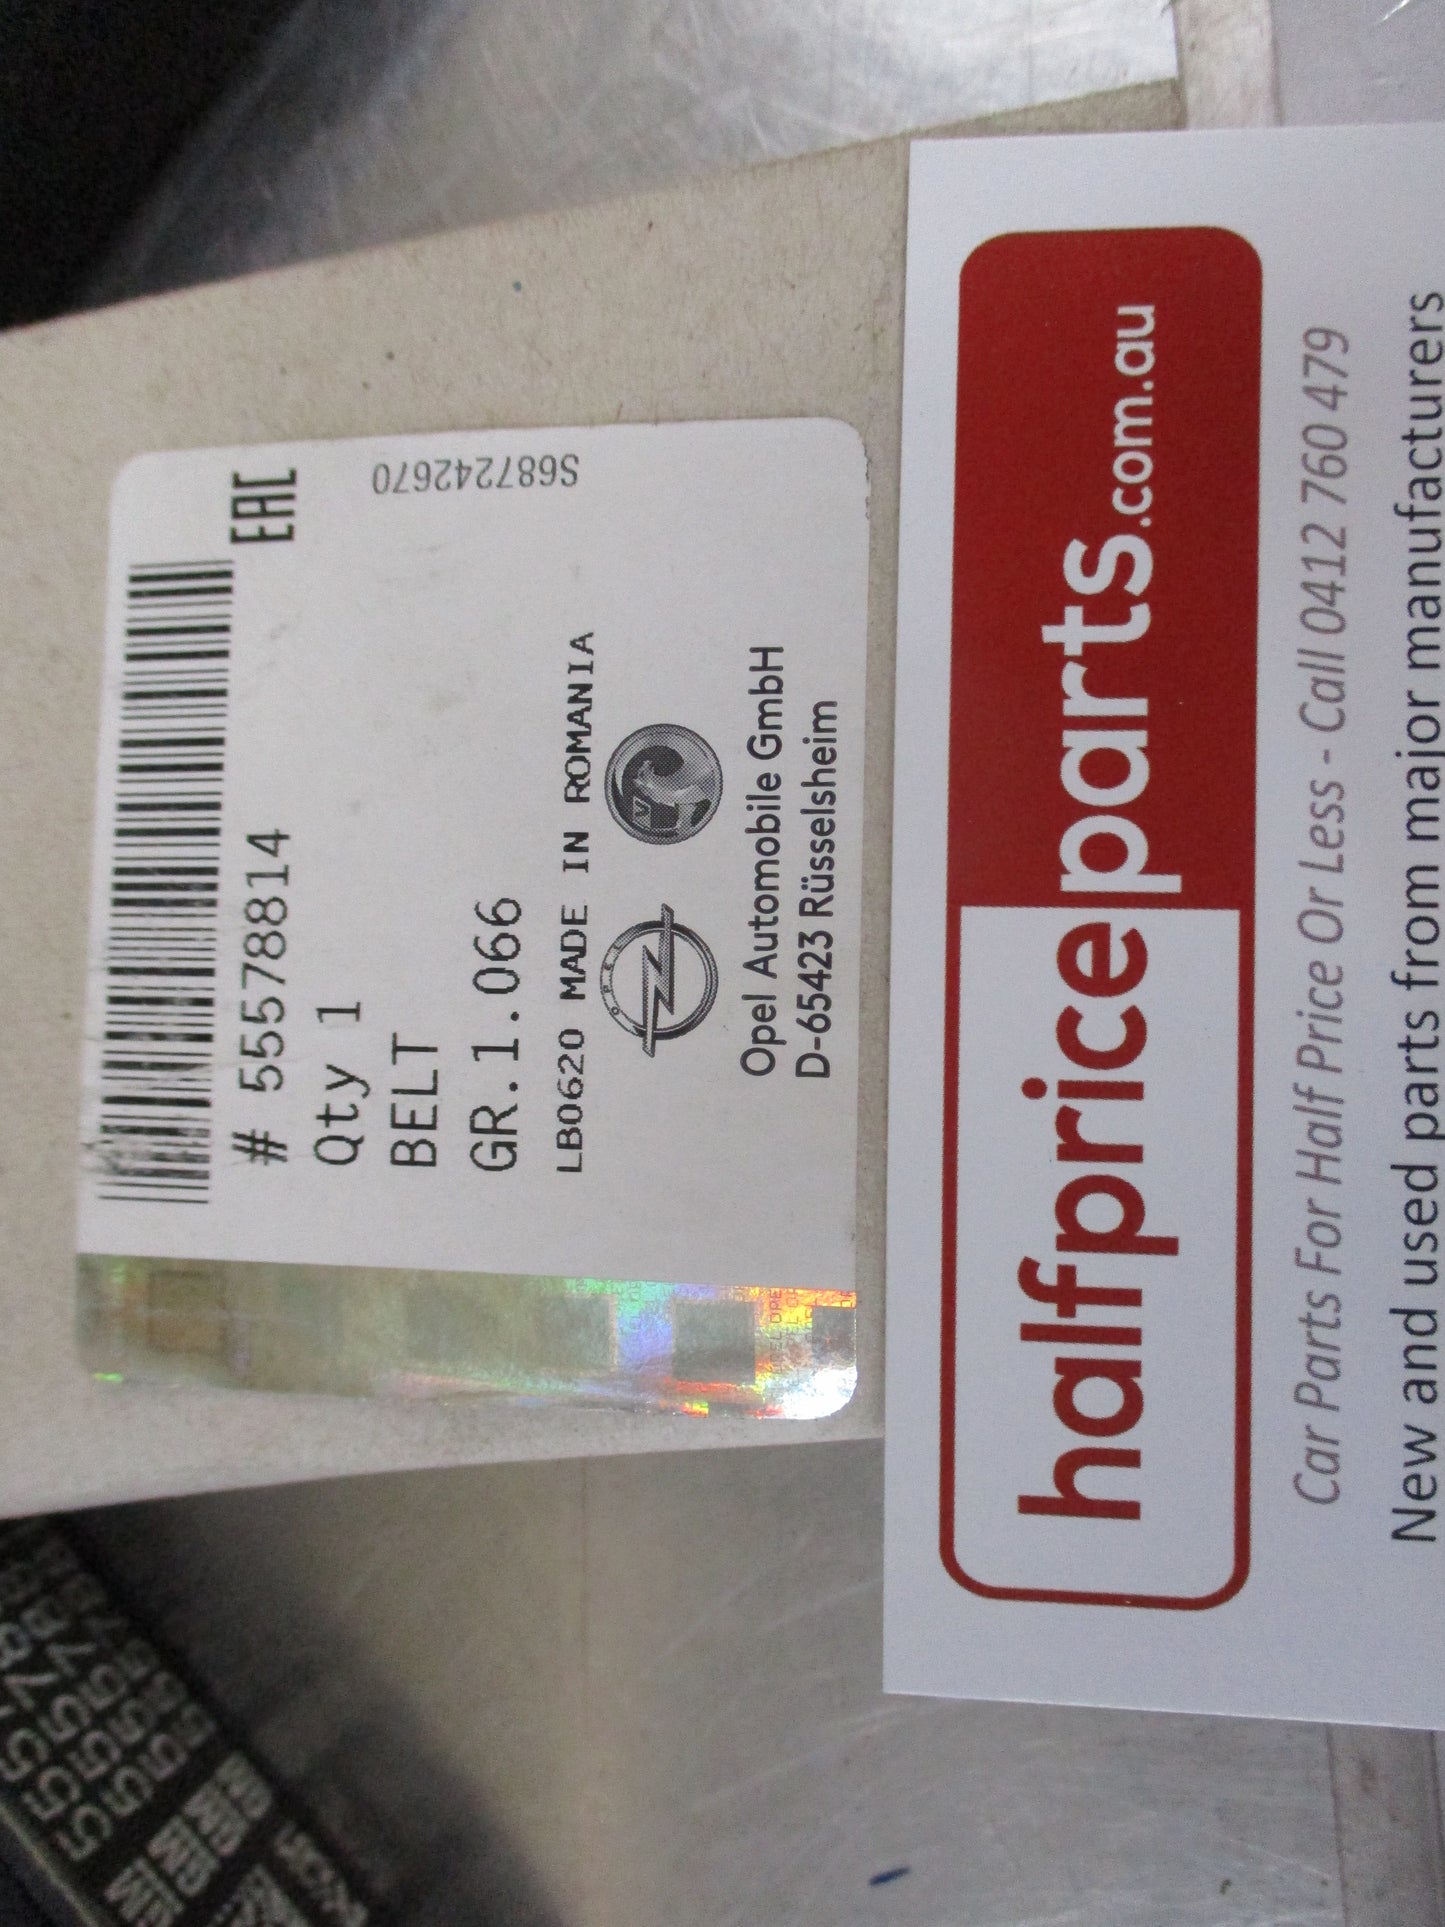 EAC
# 55578814
Qty 1
BELT
GR.1.066
LB0620 MADE IN ROMANIA
S687242670
OPEL
V
Opel Automobile GmbH
D-65423 Rüsselsheim
halfpriceparts.com.au
Car Parts For Half Price Or Less - Call 0412 760 479
New and used parts from major manufacturers